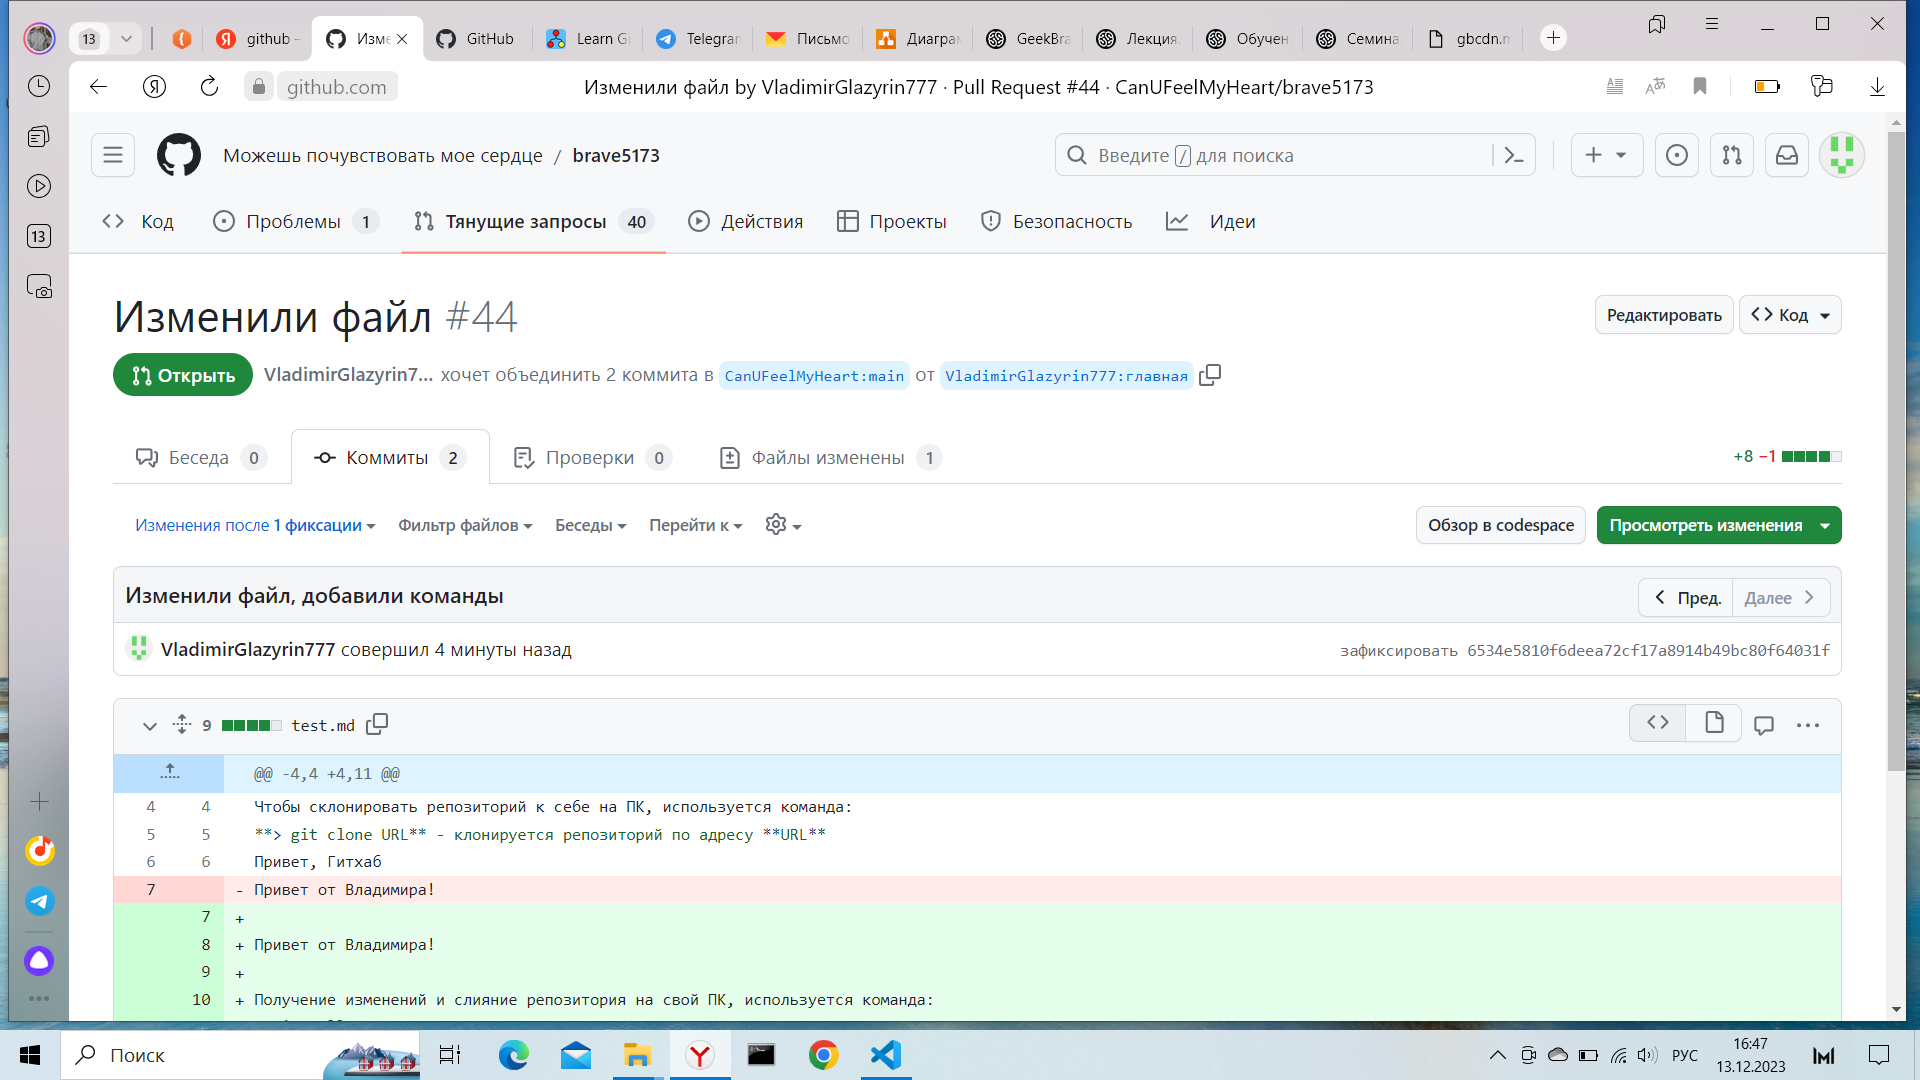 13
github -
Изме
GitHub
Learn G
Telegran
Письмо
Диаграм
GeekBra
Лекция.
Обучен
Семина
gbcdn.m
github.com
Изменили файл by VladimirGlazyrin777 · Pull Request #44 · CanUFeelMyHeart/brave5173
Можешь почувствовать мое сердце / brave5173
Введите / для поиска
Код
Проблемы 1
Тянущие запросы 40
Действия
Проекты
Безопасность
Идеи
13
Изменили файл #44
Редактировать
Код
Открыть
VladimirGlazyrin7... хочет объединить 2 коммита в CanUFeelMyHeart:main от VladimirGlazyrin777:главная
Беседа 0
Коммиты 2
Проверки 0
Файлы изменены 1
+8 −1
Изменения после 1 фиксации
Фильтр файлов
Беседы
Перейти к
Обзор в codespace
Просмотреть изменения
Изменили файл, добавили команды
Пред.
Далее
VladimirGlazyrin777 совершил 4 минуты назад
зафиксировать 6534e5810f6deea72cf17a8914b49bc80f64031f
9 test.md
@@ -4,4 +4,11 @@
4 4 Чтобы склонировать репозиторий к себе на ПК, используется команда:
5 5 **> git clone URL** - клонируется репозиторий по адресу **URL**
6 6 Привет, Гитхаб
7 - Привет от Владимира!
7 +
8 + Привет от Владимира!
9 +
10 + Получение изменений и слияние репозитория на свой ПК, используется команда:
Поиск
РУС
16:47
13.12.2023